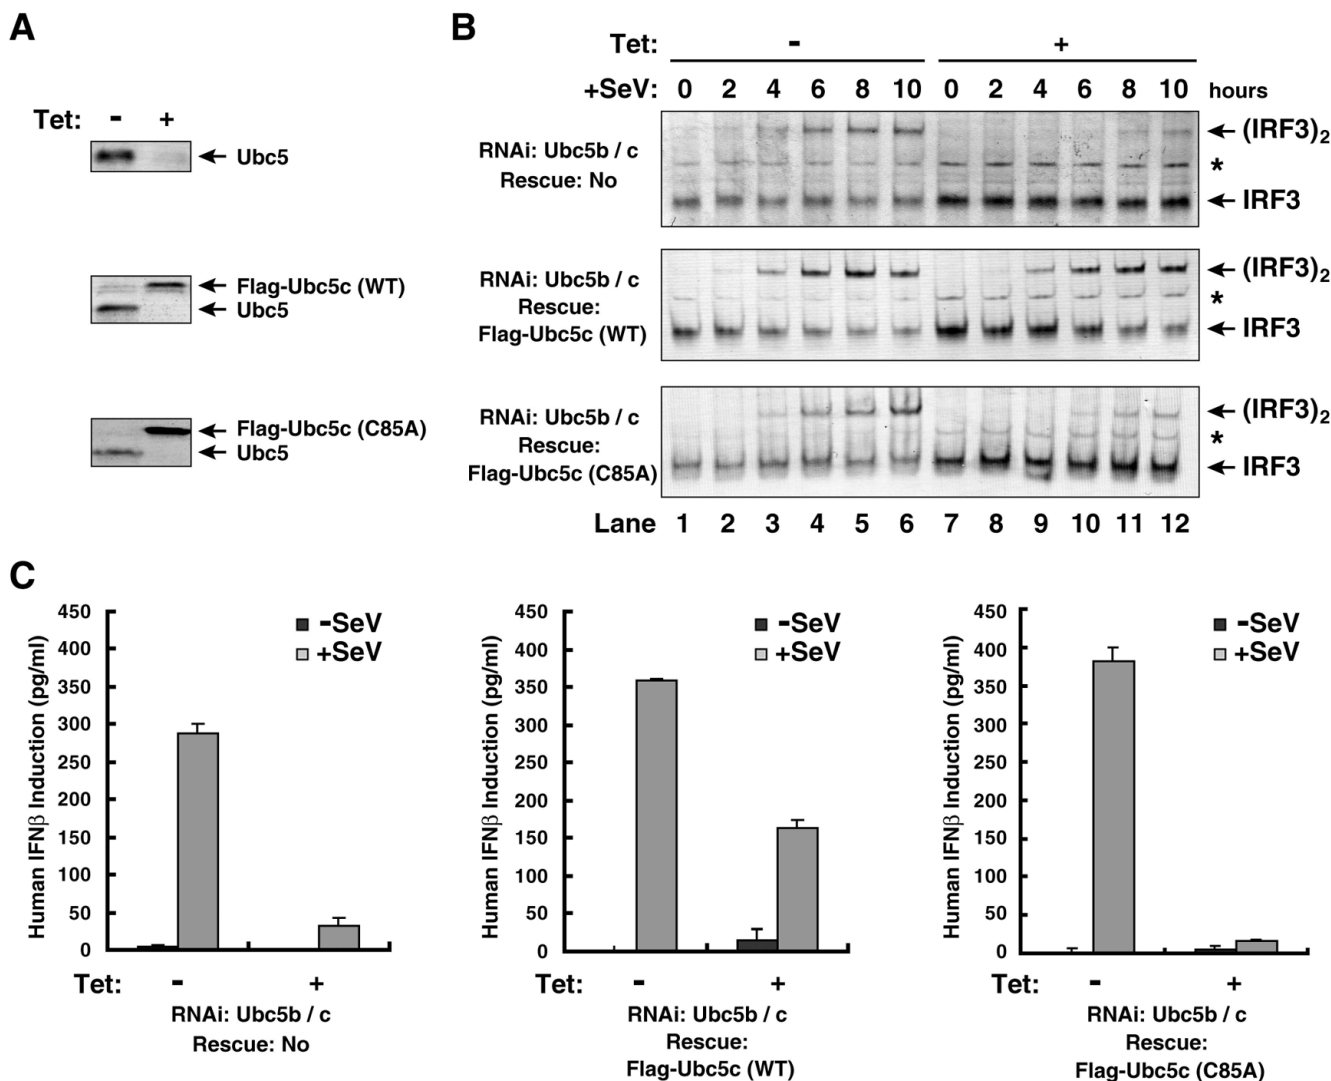 A
Tet: - +
← Ubc5
← Flag-Ubc5c (WT)
← Ubc5
← Flag-Ubc5c (C85A)
← Ubc5
B
Tet: - +
+SeV: 0 2 4 6 8 10 0 2 4 6 8 10 hours
RNAi: Ubc5b / c
Rescue: No
← (IRF3)2
*
← IRF3
RNAi: Ubc5b / c
Rescue:
Flag-Ubc5c (WT)
← (IRF3)2
*
← IRF3
RNAi: Ubc5b / c
Rescue:
Flag-Ubc5c (C85A)
← (IRF3)2
*
← IRF3
Lane 1 2 3 4 5 6 7 8 9 10 11 12
C
Human IFNβ Induction (pg/ml)
450
400
350
300
250
200
150
100
50
0
-SeV
+SeV
Tet: - +
RNAi: Ubc5b / c
Rescue: No
Human IFNβ Induction (pg/ml)
450
400
350
300
250
200
150
100
50
0
-SeV
+SeV
Tet: - +
RNAi: Ubc5b / c
Rescue:
Flag-Ubc5c (WT)
Human IFNβ Induction (pg/ml)
450
400
350
300
250
200
150
100
50
0
-SeV
+SeV
Tet: - +
RNAi: Ubc5b / c
Rescue:
Flag-Ubc5c (C85A)